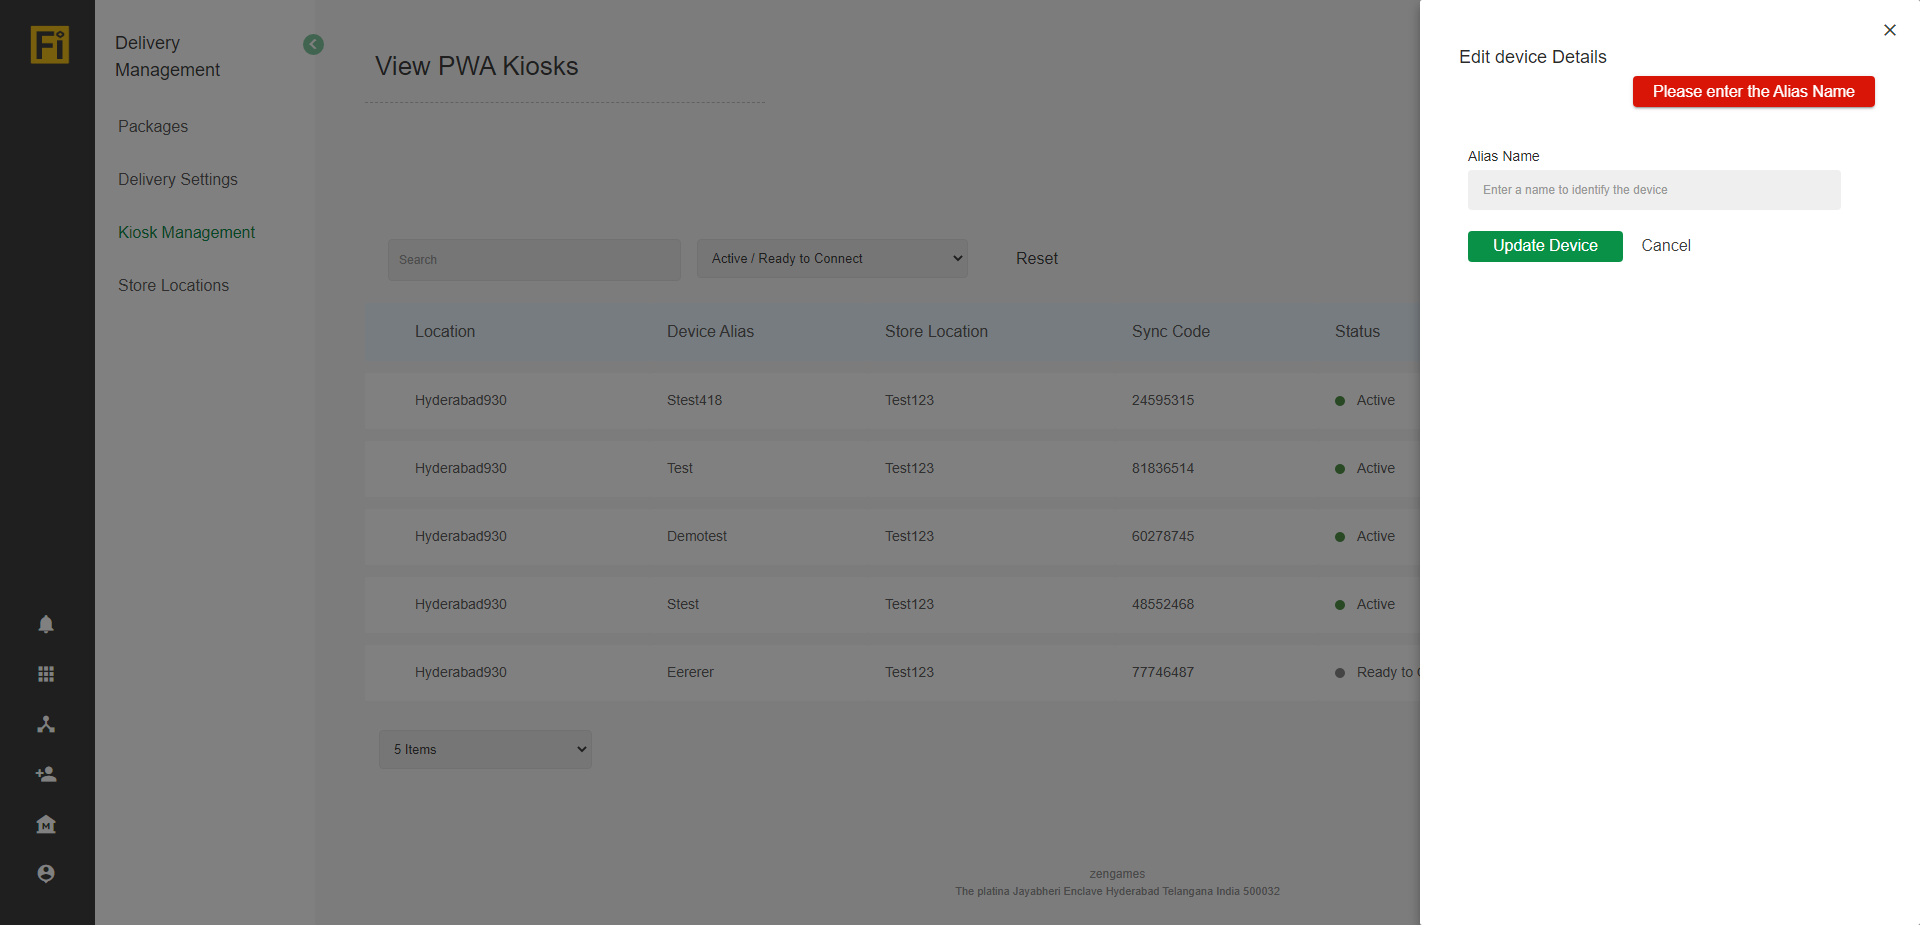 Fi
Delivery
Management
Packages
Delivery Settings
Kiosk Management
Store Locations
View PWA Kiosks
Search
Active / Ready to Connect
Reset
Location Device Alias Store Location Sync Code Status
Hyderabad930 Stest418 Test123 24595315 Active
Hyderabad930 Test Test123 81836514 Active
Hyderabad930 Demotest Test123 60278745 Active
Hyderabad930 Stest Test123 48552468 Active
Hyderabad930 Eererer Test123 77746487 Ready to
5 Items
zengames
The platina Jayabheri Enclave Hyderabad Telangana India 500032
Edit device Details
Please enter the Alias Name
Alias Name
Enter a name to identify the device
Update Device Cancel